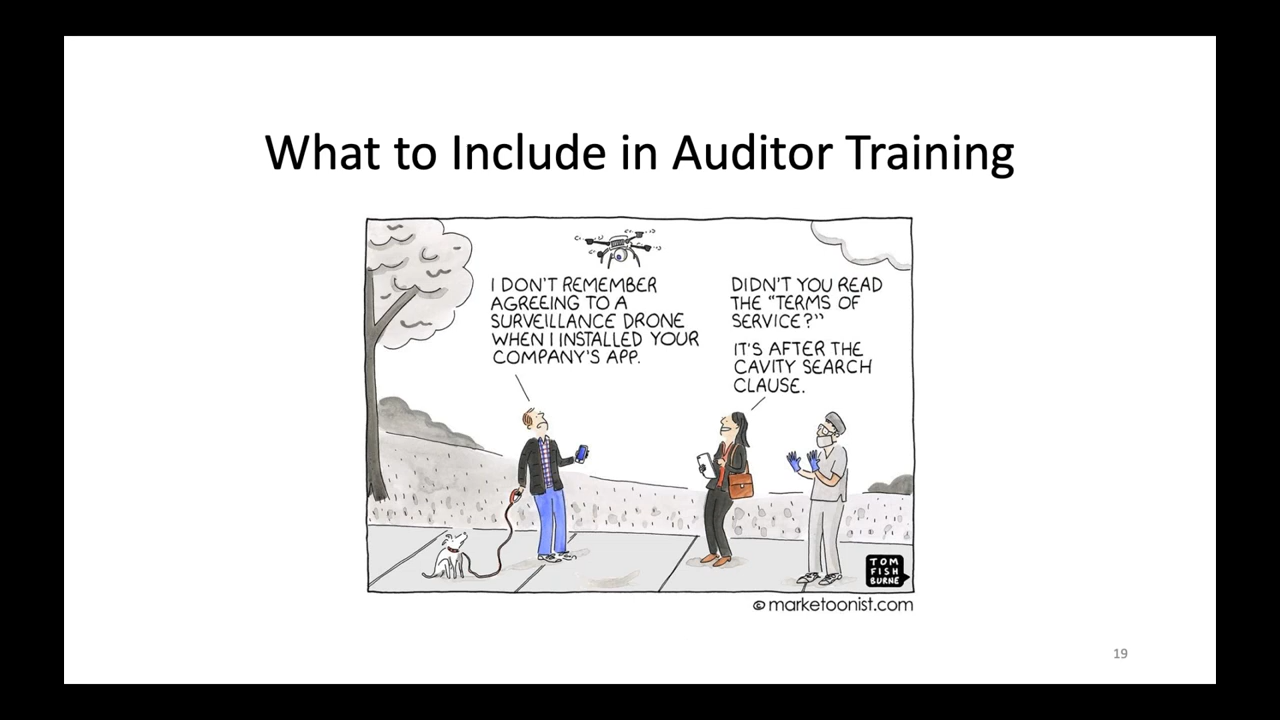 What to Include in Auditor Training
I DON'T REMEMBER
AGREEING TO A
SURVEILLANCE DRONE
WHEN I INSTALLED YOUR
COMPANY'S APP.
DIDN'T YOU READ
THE "TERMS OF
SERVICE?"
IT'S AFTER THE
CAVITY SEARCH
CLAUSE.
TOM
FISH
BURNE
© marketoonist.com
19